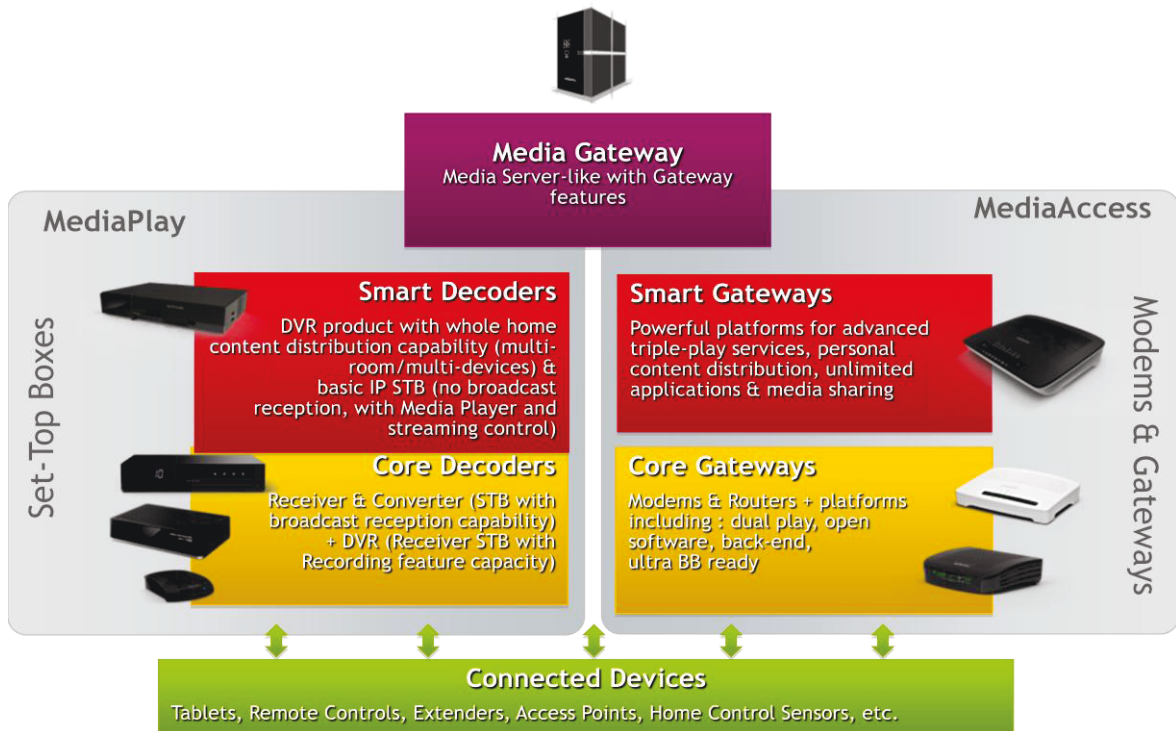 Media Gateway
Media Server-like with Gateway
features
MediaPlay
MediaAccess
Set-Top Boxes
Smart Decoders
DVR product with whole home
content distribution capability (multi-
room/multi-devices) &
basic IP STB (no broadcast
reception, with Media Player and
streaming control)
Core Decoders
Receiver & Converter (STB with
broadcast reception capability)
+ DVR (Receiver STB with
Recording feature capacity)
Smart Gateways
Powerful platforms for advanced
triple-play services, personal
content distribution, unlimited
applications & media sharing
Core Gateways
Modems & Routers + platforms
including : dual play, open
software, back-end,
ultra BB ready
Modems & Gateways
Connected Devices
Tablets, Remote Controls, Extenders, Access Points, Home Control Sensors, etc.